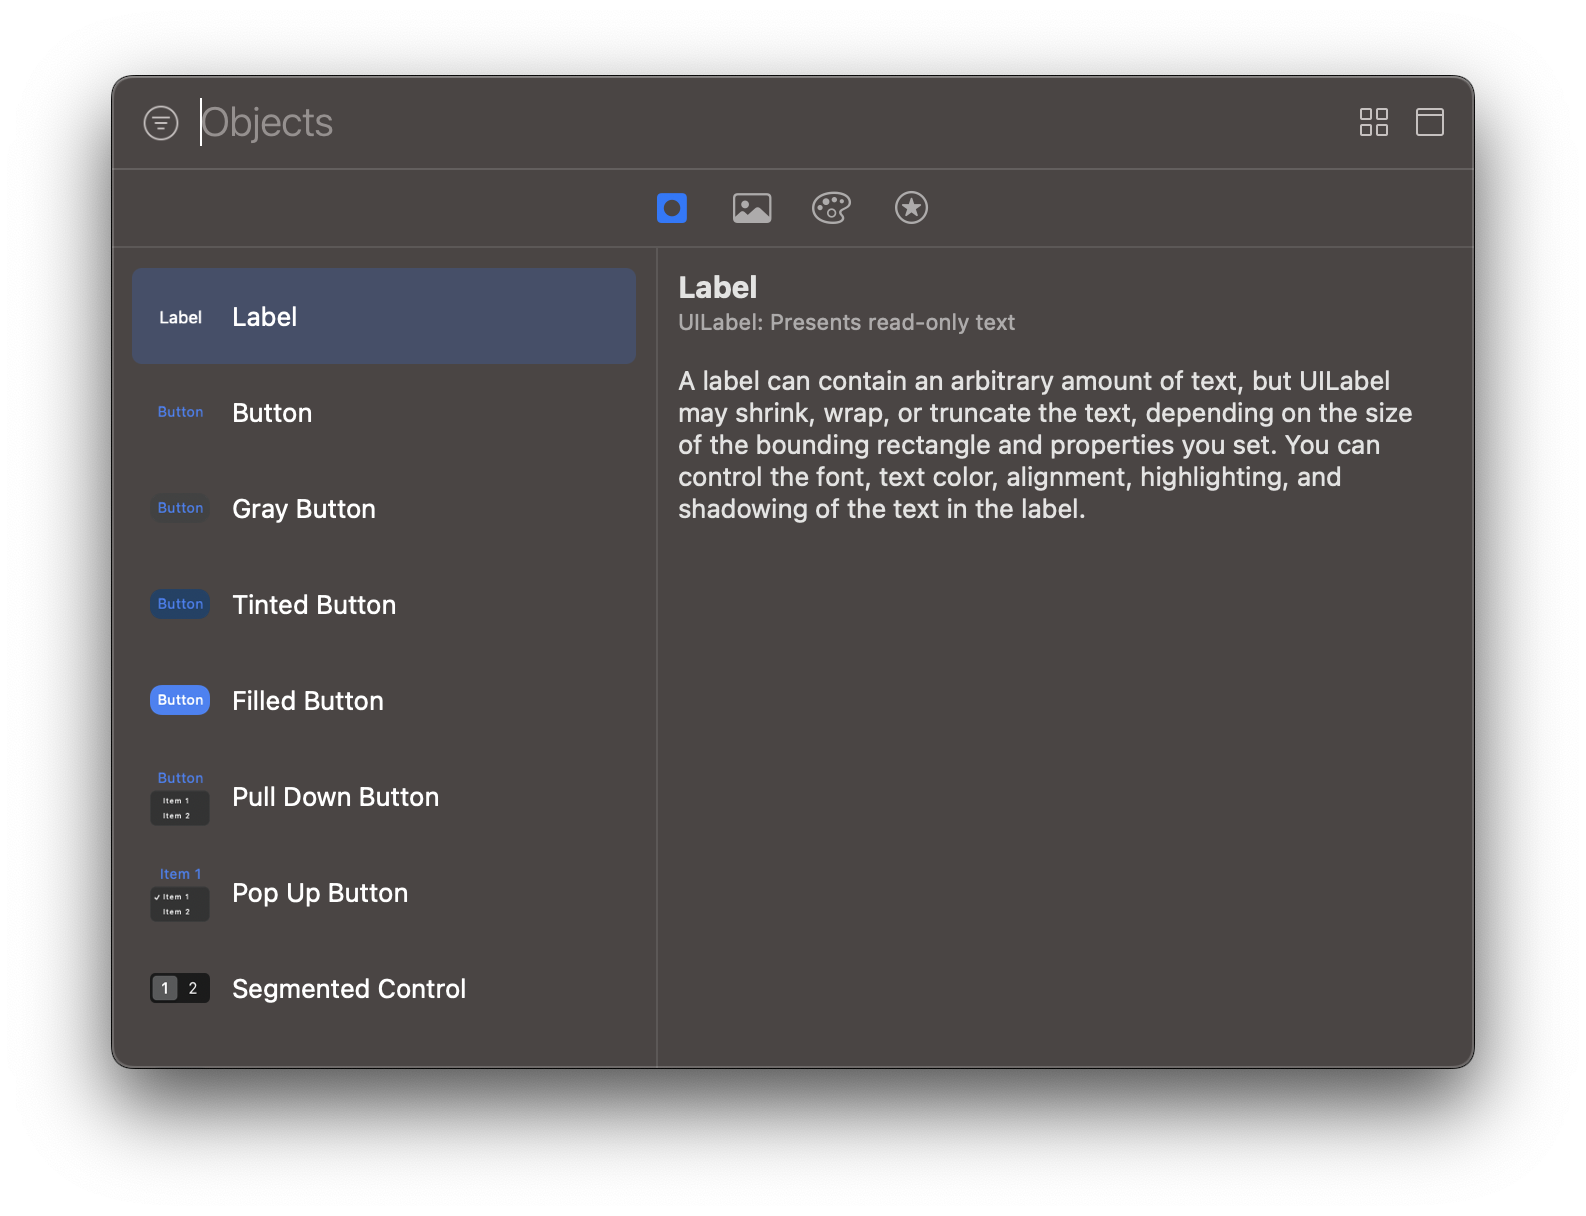 Objects
Label Label
Button Button
Button Gray Button
Button Tinted Button
Button Filled Button
Button
Item 1
Item 2
Pull Down Button
Item 1
✓ Item 1
Item 2
Pop Up Button
1 2 Segmented Control
Label
UILabel: Presents read-only text
A label can contain an arbitrary amount of text, but UILabel
may shrink, wrap, or truncate the text, depending on the size
of the bounding rectangle and properties you set. You can
control the font, text color, alignment, highlighting, and
shadowing of the text in the label.